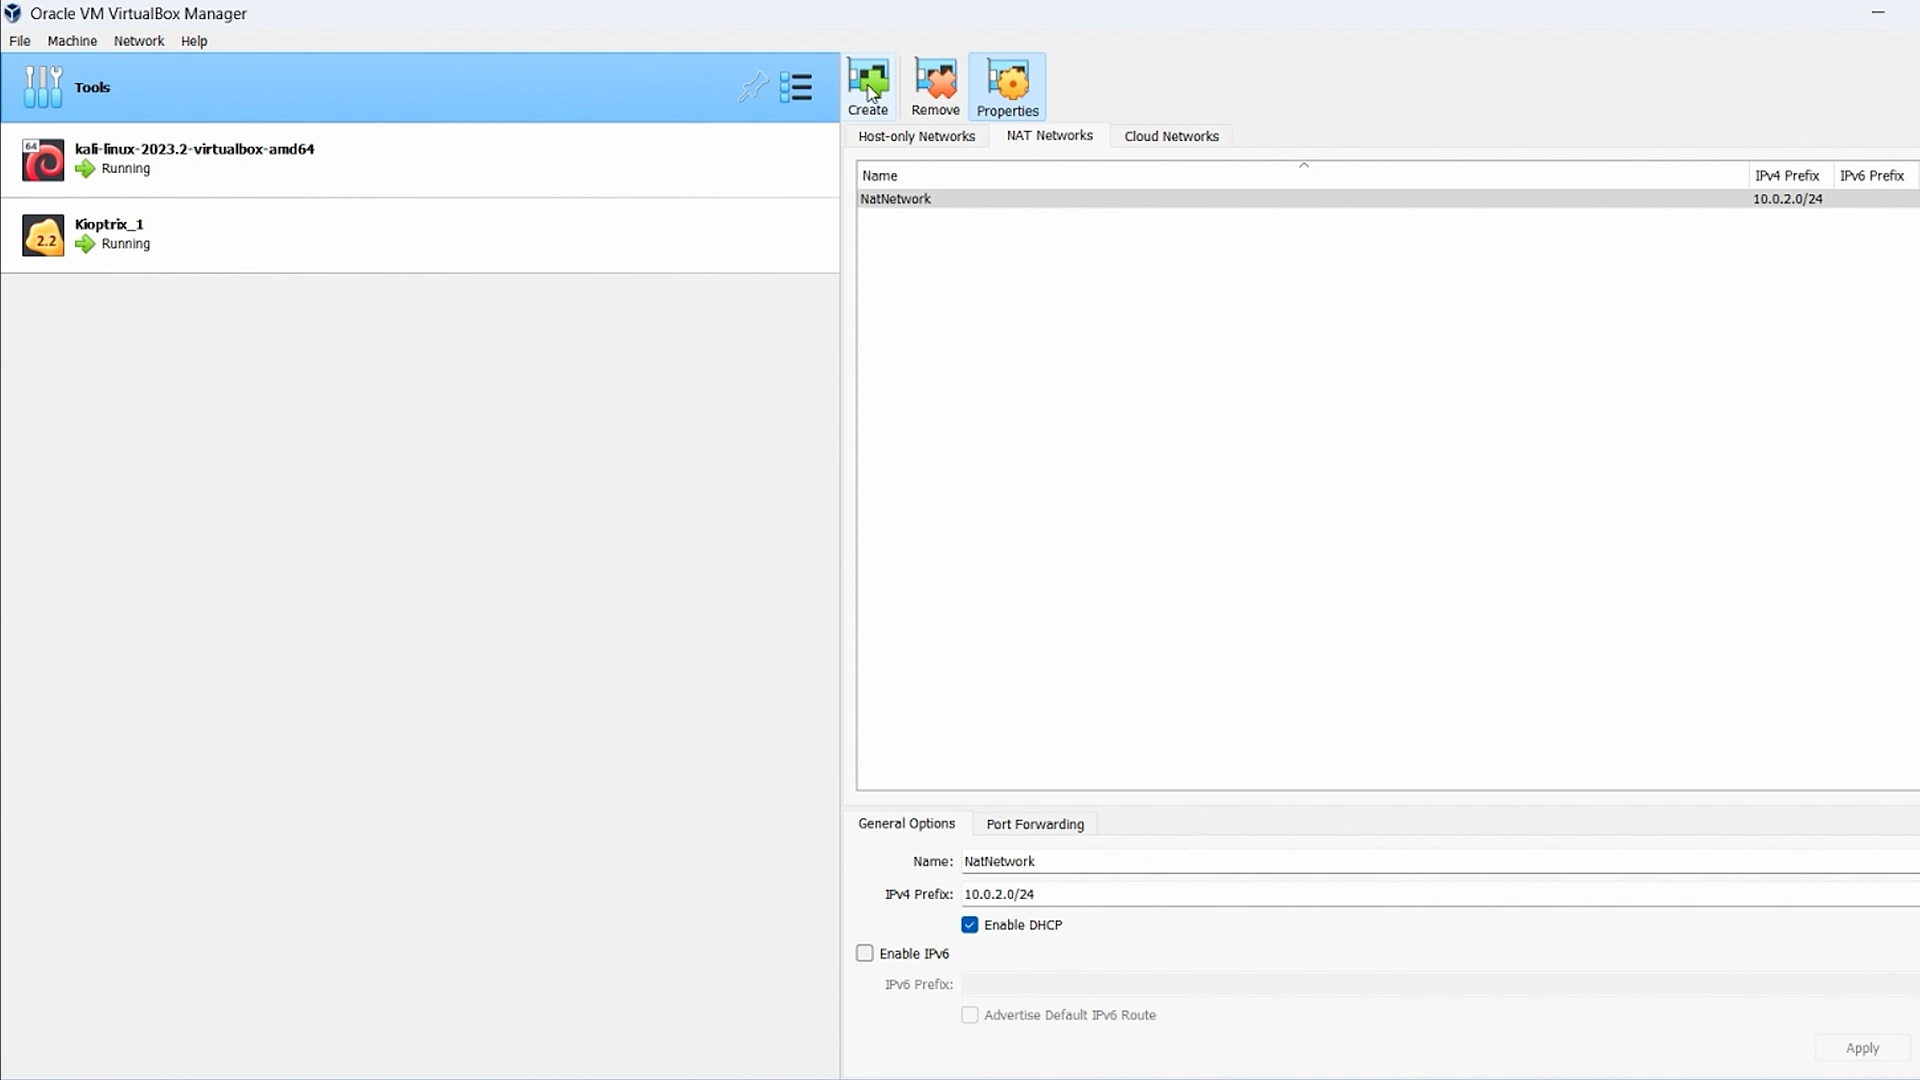 Oracle VM VirtualBox Manager
File Machine Network Help
Tools
64
kali-linux-2023.2-virtualbox-amd64
Running
2.2
Kioptrix_1
Running
Create Remove Properties
Host-only Networks NAT Networks Cloud Networks
Name IPv4 Prefix IPv6 Prefix
NatNetwork 10.0.2.0/24
General Options Port Forwarding
Name: NatNetwork
IPv4 Prefix: 10.0.2.0/24
Enable DHCP
Enable IPv6
IPv6 Prefix:
Advertise Default IPv6 Route
Apply